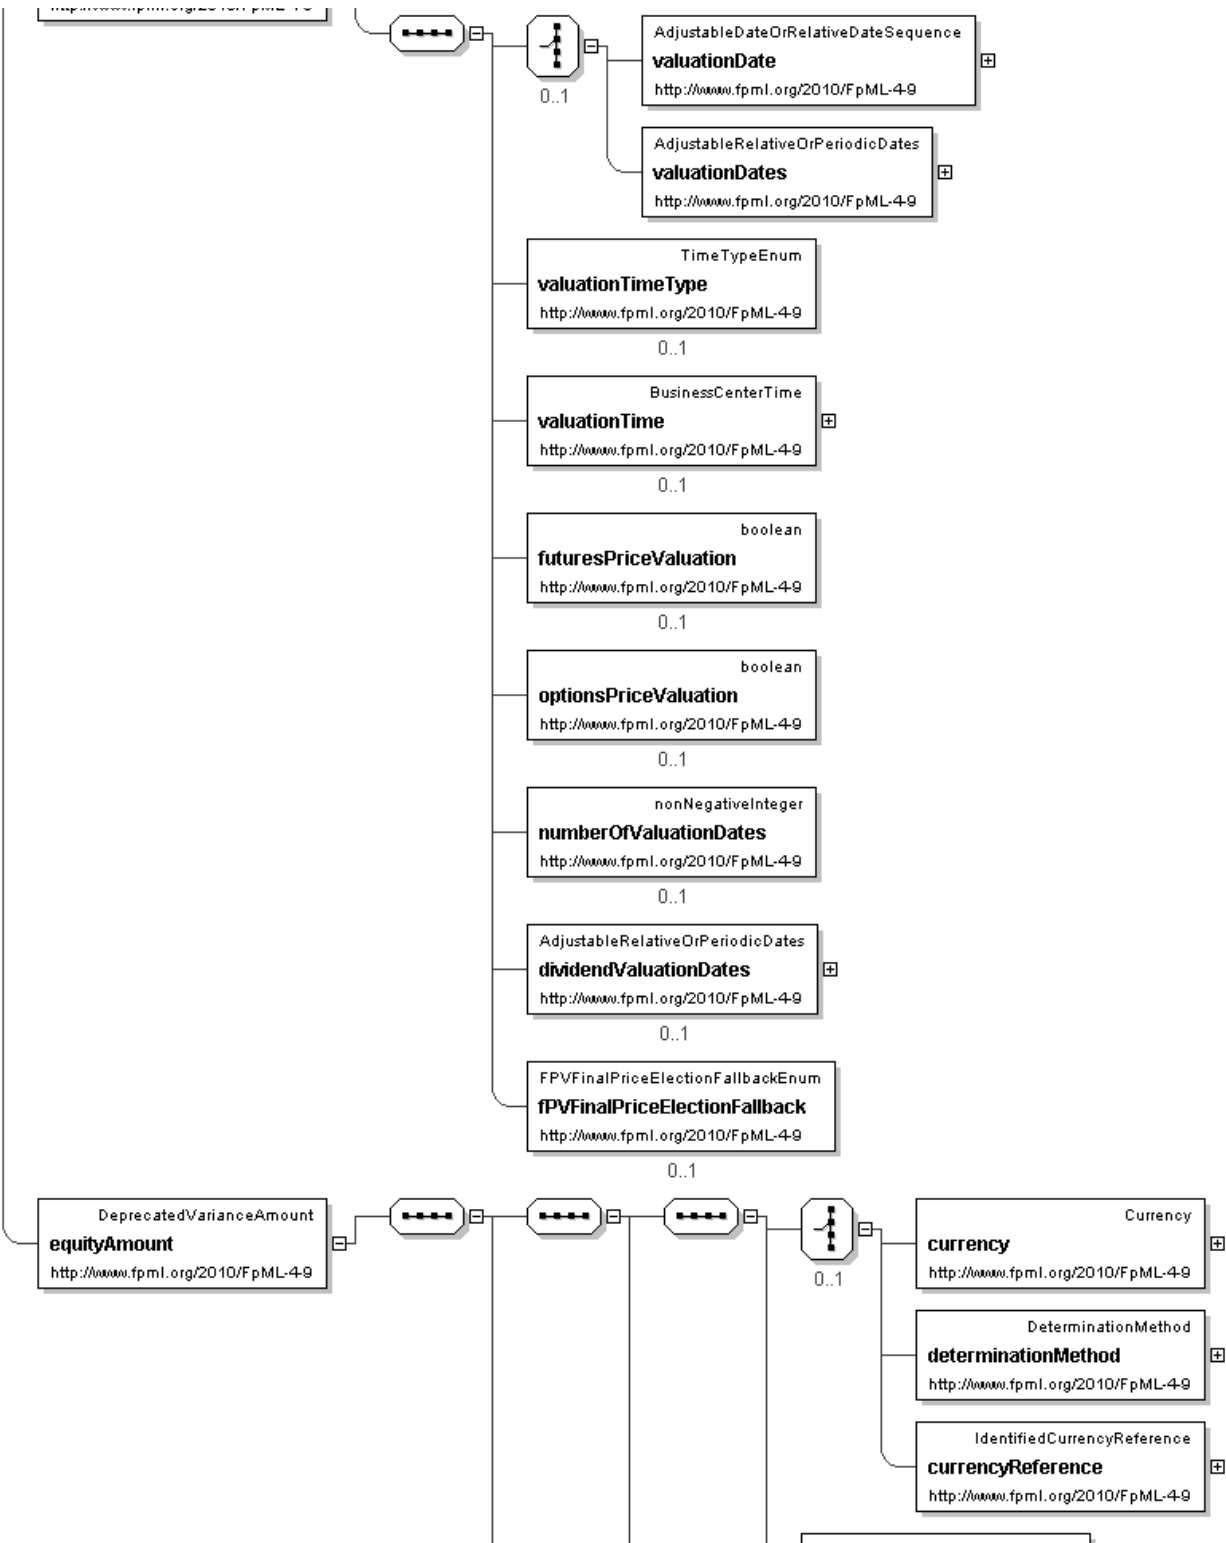 0..1
AdjustableDateOrRelativeDateSequence
valuationDate
http://www.fpml.org/2010/FpML-4-9
AdjustableRelativeOrPeriodicDates
valuationDates
http://www.fpml.org/2010/FpML-4-9
TimeTypeEnum
valuationTimeType
http://www.fpml.org/2010/FpML-4-9
0..1
BusinessCenterTime
valuationTime
http://www.fpml.org/2010/FpML-4-9
0..1
boolean
futuresPriceValuation
http://www.fpml.org/2010/FpML-4-9
0..1
boolean
optionsPriceValuation
http://www.fpml.org/2010/FpML-4-9
0..1
nonNegativeInteger
numberOfValuationDates
http://www.fpml.org/2010/FpML-4-9
0..1
AdjustableRelativeOrPeriodicDates
dividendValuationDates
http://www.fpml.org/2010/FpML-4-9
0..1
FPVFinalPriceElectionFallbackEnum
fPVFinalPriceElectionFallback
http://www.fpml.org/2010/FpML-4-9
0..1
DeprecatedVarianceAmount
equityAmount
http://www.fpml.org/2010/FpML-4-9
0..1
Currency
currency
http://www.fpml.org/2010/FpML-4-9
DeterminationMethod
determinationMethod
http://www.fpml.org/2010/FpML-4-9
IdentifiedCurrencyReference
currencyReference
http://www.fpml.org/2010/FpML-4-9